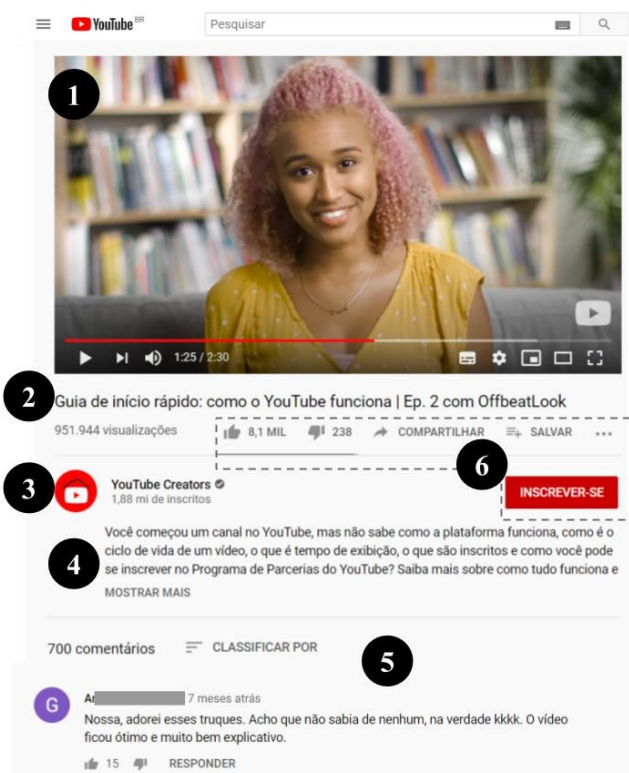 YouTube BR
Pesquisar
1
1:25 / 2:30
2
Guia de início rápido: como o YouTube funciona | Ep. 2 com OffbeatLook
951.944 visualizações
8,1 MIL
238
COMPARTILHAR
SALVAR
6
3
YouTube Creators
1,88 mi de inscritos
INSCREVER-SE
4
Você começou um canal no YouTube, mas não sabe como a plataforma funciona, como é o
ciclo de vida de um vídeo, o que é tempo de exibição, o que são inscritos e como você pode
se inscrever no Programa de Parcerias do YouTube? Saiba mais sobre como tudo funciona e
MOSTRAR MAIS
700 comentários
CLASSIFICAR POR
5
G
7 meses atrás
Nossa, adorei esses truques. Acho que não sabia de nenhum, na verdade kkkk. O vídeo
ficou ótimo e muito bem explicativo.
15
RESPONDER